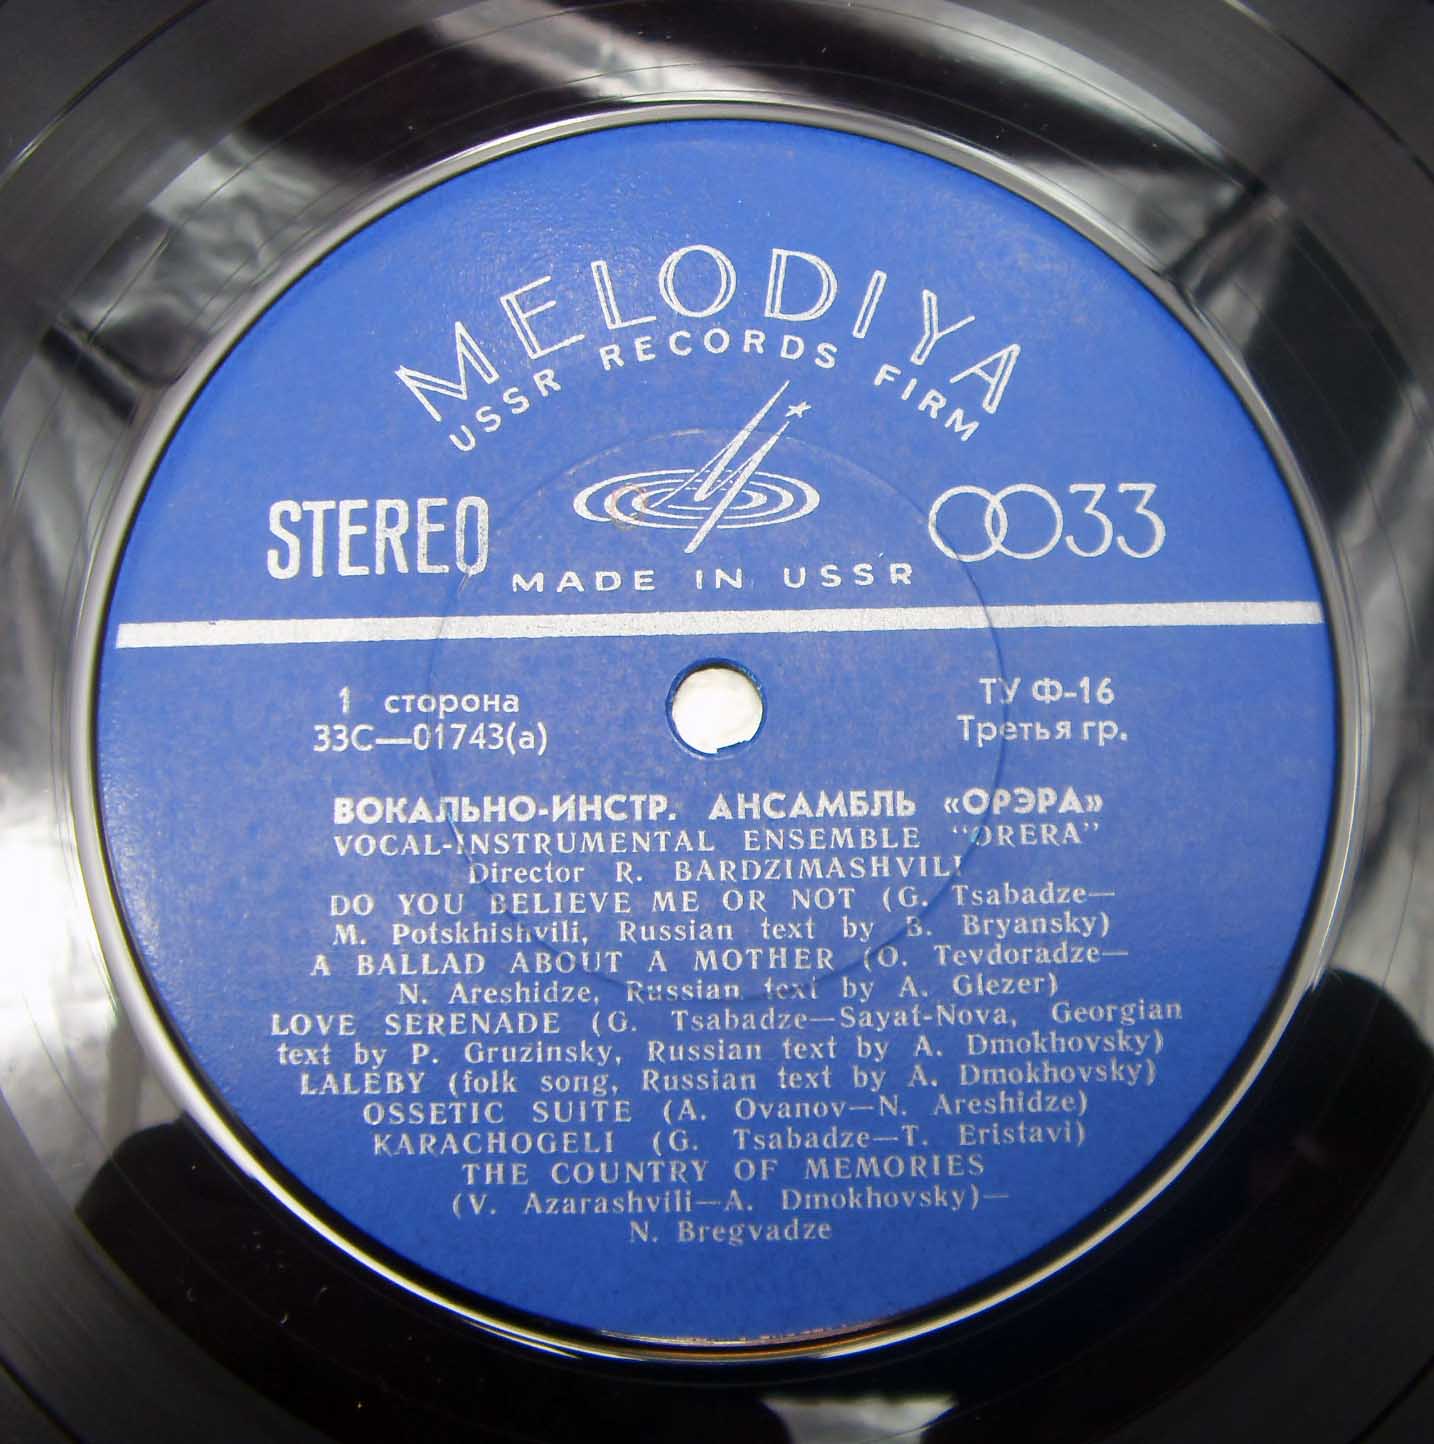 MELODIYA
USSR RECORDS FIRM
STEREO
33
MADE IN USSR
1 сторона
33С—01743(а)
ТУ Ф-16
Третья гр.
ВОКАЛЬНО-ИНСТР. АНСАМБЛЬ «ОРЭРА»
VOCAL-INSTRUMENTAL ENSEMBLE "ORERA"
Director R. BARDZIMASHVILI
DO YOU BELIEVE ME OR NOT (G. Tsabadze—
M. Potskhishvili, Russian text by B. Bryansky)
A BALLAD ABOUT A MOTHER (O. Tevdoradze—
N. Areshidze, Russian text by A. Glezer)
LOVE SERENADE (G. Tsabadze—Sayat-Nova, Georgian
text by P. Gruzinsky, Russian text by A. Dmokhovsky)
LALEBY (folk song, Russian text by A. Dmokhovsky)
OSSETIC SUITE (A. Ovanov—N. Areshidze)
KARACHOGELI (G. Tsabadze—T. Eristavi)
THE COUNTRY OF MEMORIES
(V. Azarashvili—A. Dmokhovsky)—
N. Bregvadze